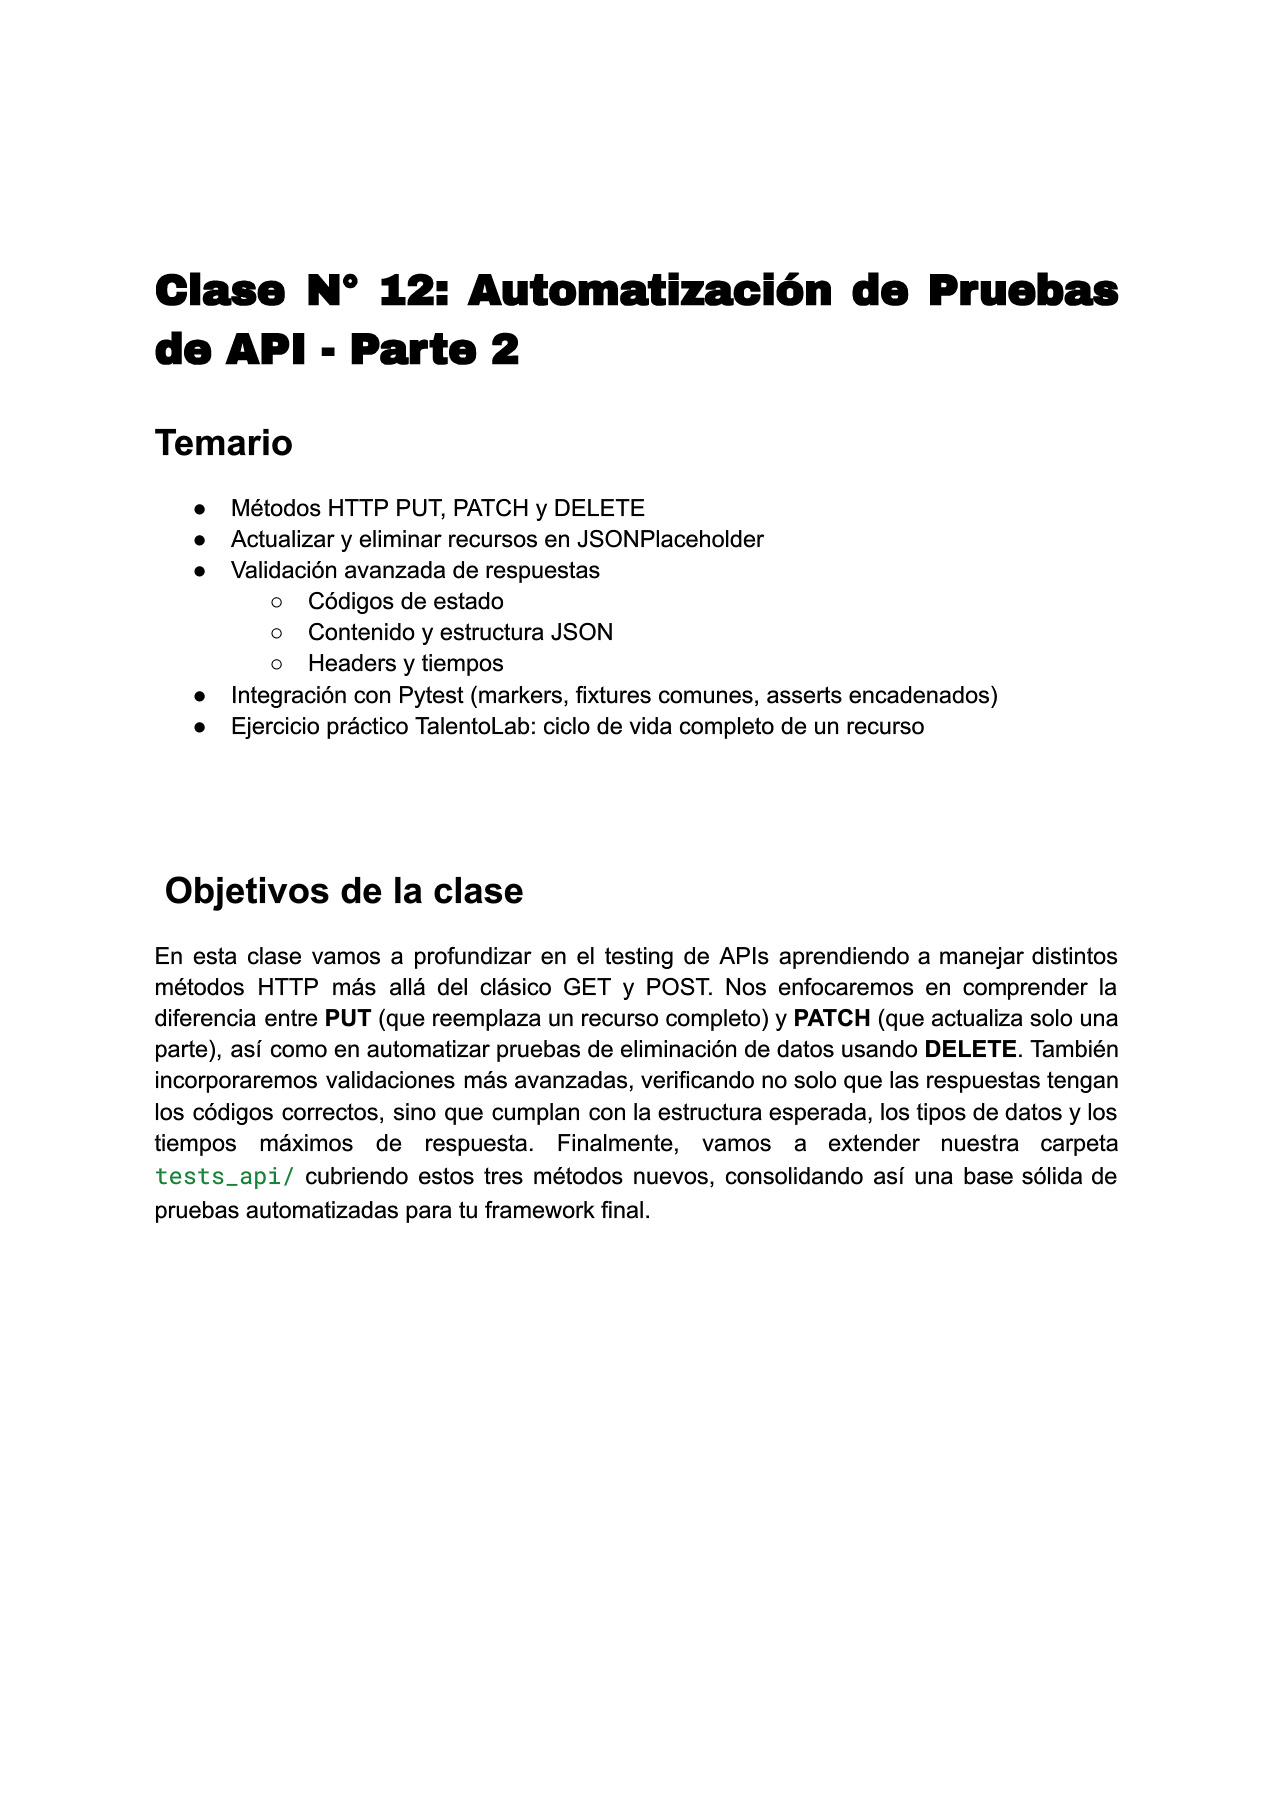 Clase N° 12: Automatización de Pruebas
de API - Parte 2
Temario
● Métodos HTTP PUT, PATCH y DELETE
● Actualizar y eliminar recursos en JSONPlaceholder
● Validación avanzada de respuestas
○ Códigos de estado
○ Contenido y estructura JSON
○ Headers y tiempos
● Integración con Pytest (markers, fixtures comunes, asserts encadenados)
● Ejercicio práctico TalentoLab: ciclo de vida completo de un recurso
Objetivos de la clase
En esta clase vamos a profundizar en el testing de APIs aprendiendo a manejar distintos
métodos HTTP más allá del clásico GET y POST. Nos enfocaremos en comprender la
diferencia entre PUT (que reemplaza un recurso completo) y PATCH (que actualiza solo una
parte), así como en automatizar pruebas de eliminación de datos usando DELETE. También
incorporaremos validaciones más avanzadas, verificando no solo que las respuestas tengan
los códigos correctos, sino que cumplan con la estructura esperada, los tipos de datos y los
tiempos máximos de respuesta. Finalmente, vamos a extender nuestra carpeta
tests_api/ cubriendo estos tres métodos nuevos, consolidando así una base sólida de
pruebas automatizadas para tu framework final.